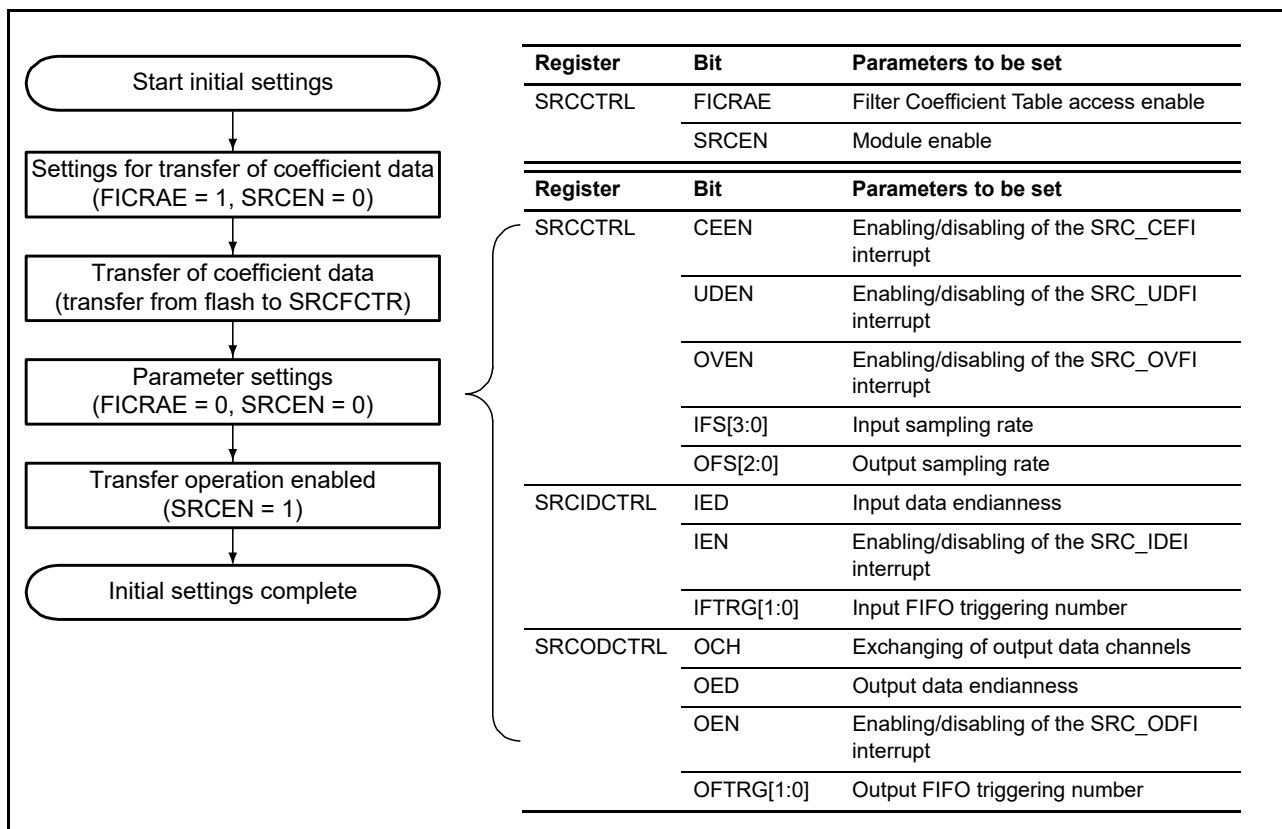 Start initial settings
Settings for transfer of coefficient data
(FICRAE = 1, SRCEN = 0)
Transfer of coefficient data
(transfer from flash to SRCFCTR)
Parameter settings
(FICRAE = 0, SRCEN = 0)
Transfer operation enabled
(SRCEN = 1)
Initial settings complete
Register Bit Parameters to be set
SRCCTRL FICRAE Filter Coefficient Table access enable
SRCEN Module enable
Register Bit Parameters to be set
SRCCTRL CEEN Enabling/disabling of the SRC_CEFI
interrupt
UDEN Enabling/disabling of the SRC_UDFI
interrupt
OVEN Enabling/disabling of the SRC_OVFI
interrupt
IFS[3:0] Input sampling rate
OFS[2:0] Output sampling rate
SRCIDCTRL IED Input data endianness
IEN Enabling/disabling of the SRC_IDEI
interrupt
IFTRG[1:0] Input FIFO triggering number
SRCODCTRL OCH Exchanging of output data channels
OED Output data endianness
OEN Enabling/disabling of the SRC_ODFI
interrupt
OFTRG[1:0] Output FIFO triggering number